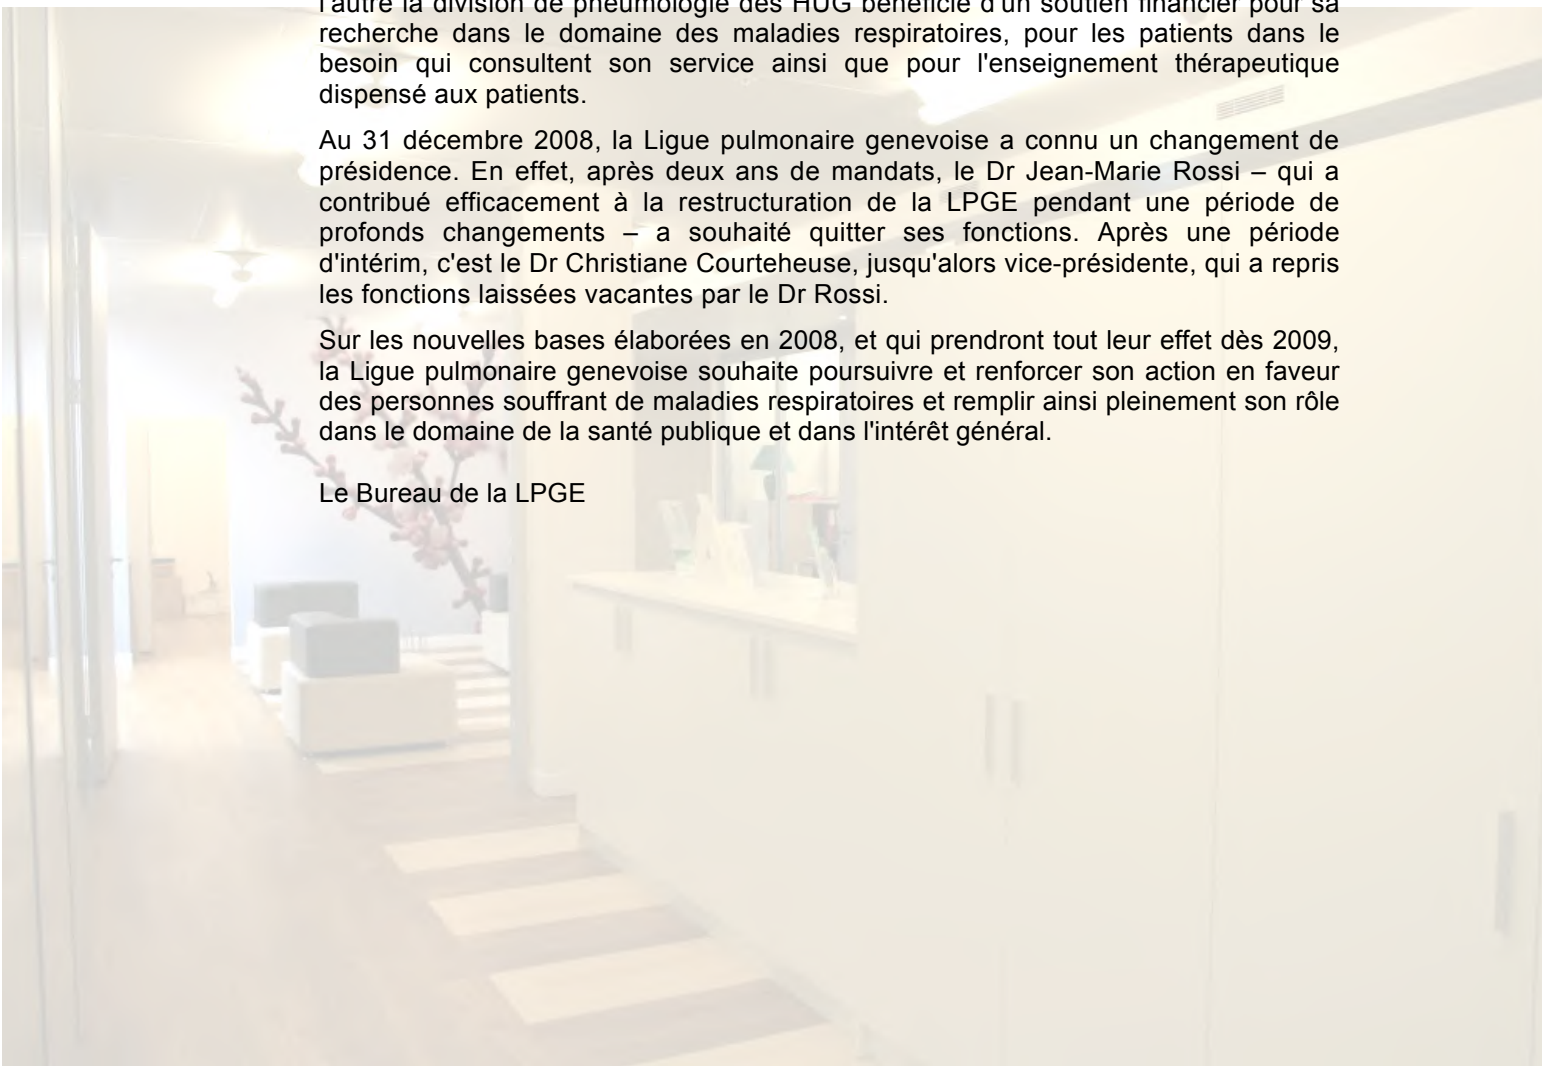 l'autre la division de pneumologie des HUG bénéficie d'un soutien financier pour sa
recherche dans le domaine des maladies respiratoires, pour les patients dans le
besoin qui consultent son service ainsi que pour l'enseignement thérapeutique
dispensé aux patients.
Au 31 décembre 2008, la Ligue pulmonaire genevoise a connu un changement de
présidence. En effet, après deux ans de mandats, le Dr Jean-Marie Rossi – qui a
contribué efficacement à la restructuration de la LPGE pendant une période de
profonds changements – a souhaité quitter ses fonctions. Après une période
d'intérim, c'est le Dr Christiane Courteheuse, jusqu'alors vice-présidente, qui a repris
les fonctions laissées vacantes par le Dr Rossi.
Sur les nouvelles bases élaborées en 2008, et qui prendront tout leur effet dès 2009,
la Ligue pulmonaire genevoise souhaite poursuivre et renforcer son action en faveur
des personnes souffrant de maladies respiratoires et remplir ainsi pleinement son rôle
dans le domaine de la santé publique et dans l'intérêt général.
Le Bureau de la LPGE